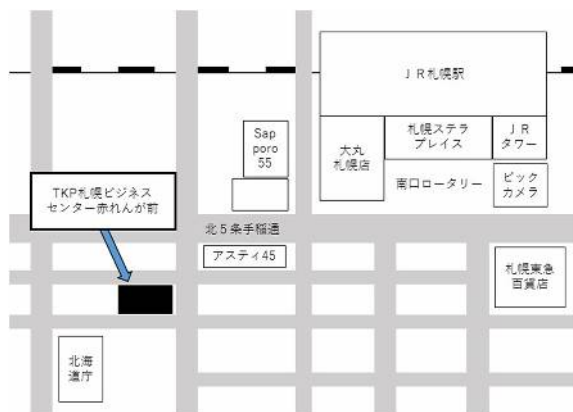 ＪＲ札幌駅
Sap
poro
55
大丸
札幌店
札幌ステラ
プレイス
ＪＲ
タワー
南口ロータリー
ビック
カメラ
TKP札幌ビジネス
センター赤れんが前
北５条手稲通
アスティ45
札幌東急
百貨店
北海
道庁